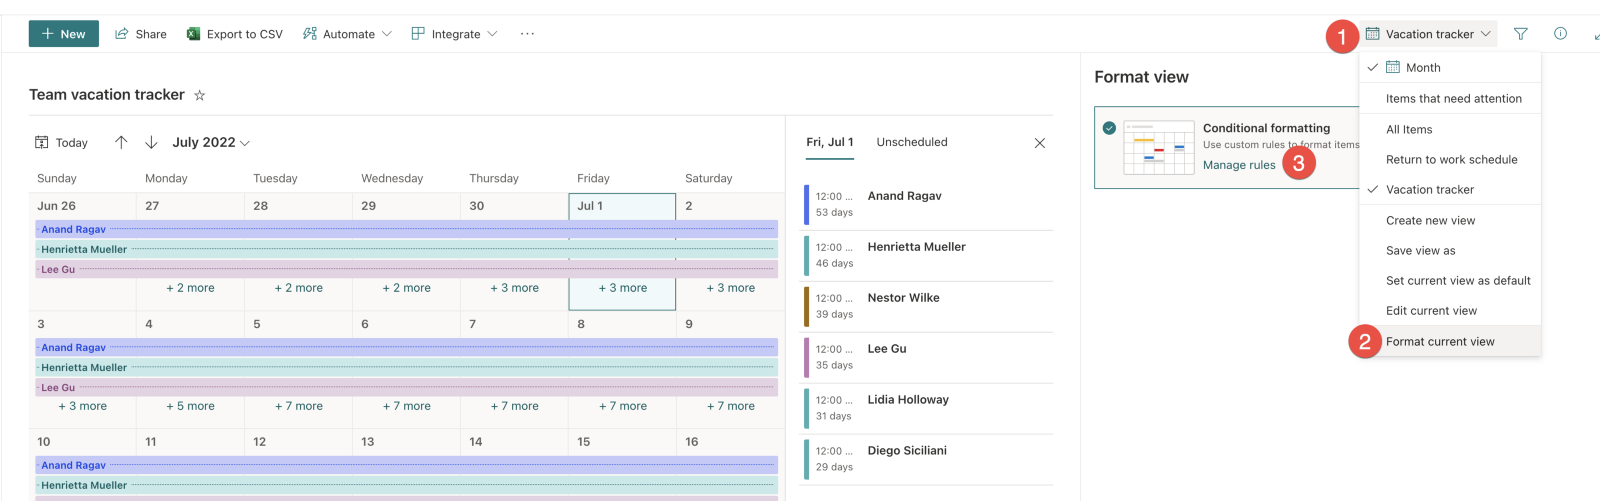 New
Share
Export to CSV
Automate
Integrate
...
1
Vacation tracker
Team vacation tracker
Today
July 2022
Sunday Monday Tuesday Wednesday Thursday Friday Saturday
Jun 26 27 28 29 30 Jul 1 2
Anand Ragav
Henrietta Mueller
Lee Gu
+ 2 more + 2 more + 2 more + 3 more + 3 more + 3 more
3 4 5 6 7 8 9
Anand Ragav
Henrietta Mueller
Lee Gu
+ 3 more + 5 more + 7 more + 7 more + 7 more + 7 more + 7 more
10 11 12 13 14 15 16
Anand Ragav
Henrietta Mueller
Fri, Jul 1 Unscheduled
12:00 ... Anand Ragav
53 days
12:00 ... Henrietta Mueller
46 days
12:00 ... Nestor Wilke
39 days
12:00 ... Lee Gu
35 days
12:00 ... Lidia Holloway
31 days
12:00 ... Diego Siciliani
29 days
Format view
Conditional formatting
Use custom rules to format items
Manage rules 3
Month
Items that need attention
All Items
Return to work schedule
Vacation tracker
Create new view
Save view as
Set current view as default
Edit current view
2 Format current view